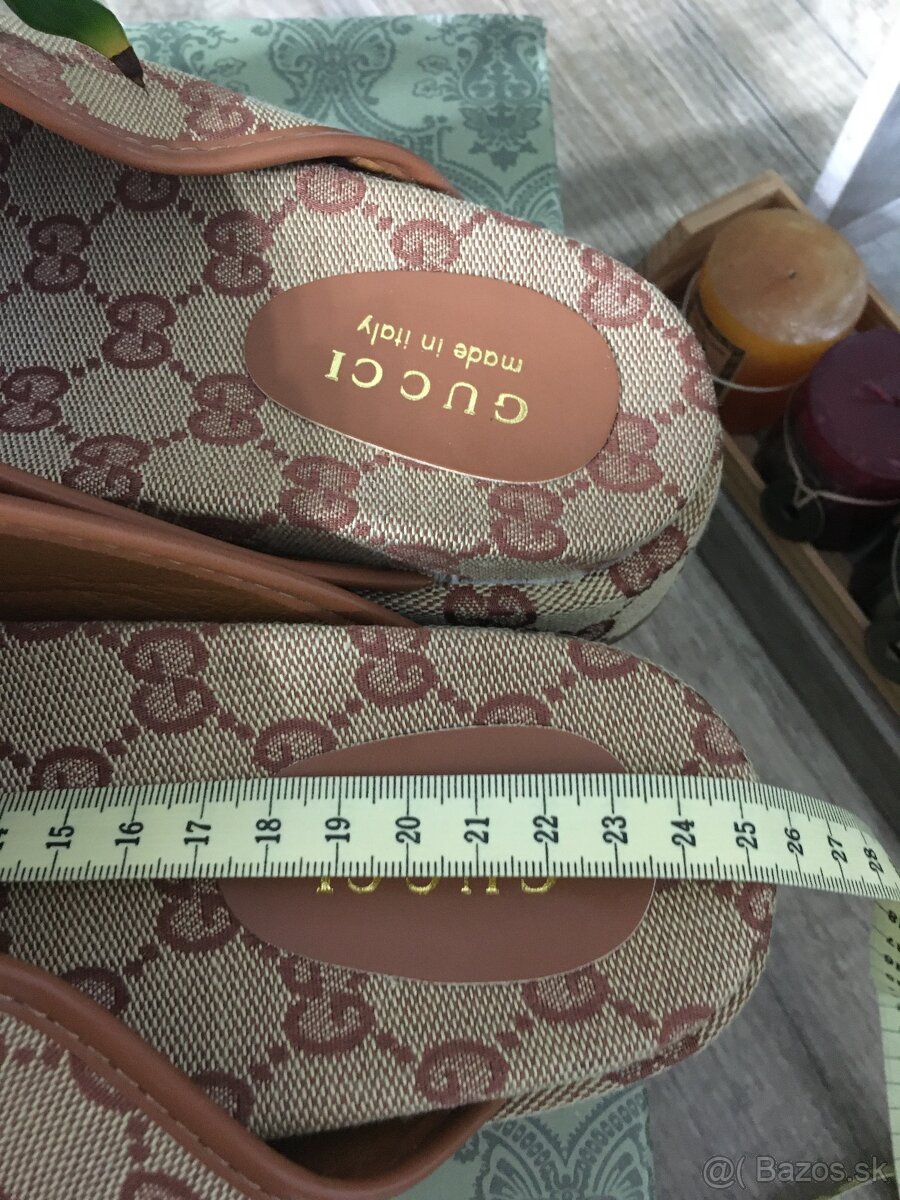 GUCCI
made in italy
14 15 16 17 18 19 20 21 22 23 24 25 26 27 28
GUCCI
@( Bazos.sk